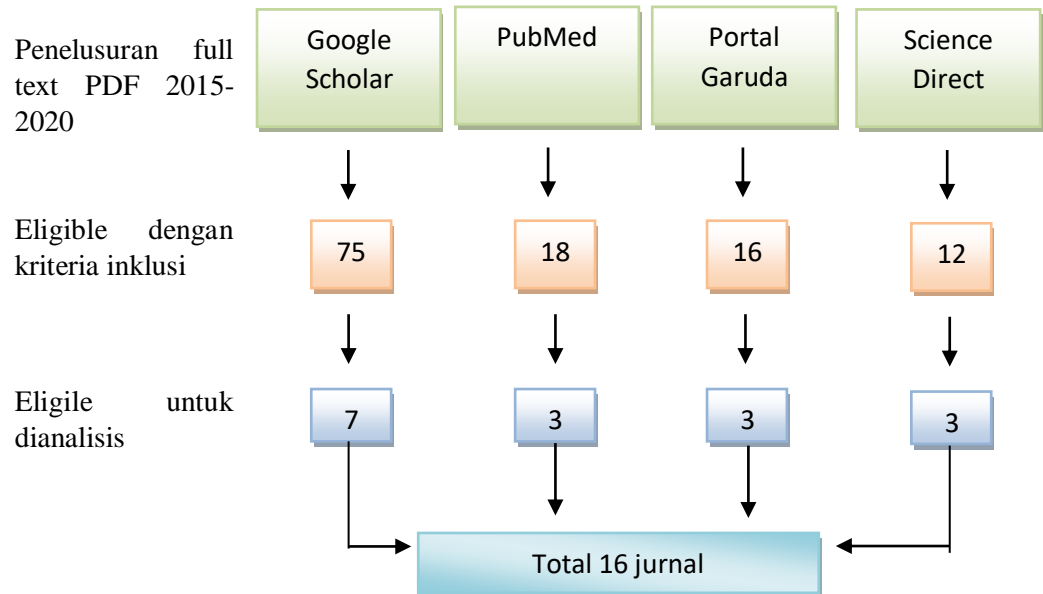 Penelusuran full
text PDF 2015-
2020
Google
Scholar
PubMed
Portal
Garuda
Science
Direct
Eligible dengan
kriteria inklusi
75
18
16
12
Eligile untuk
dianalisis
7
3
3
3
Total 16 jurnal